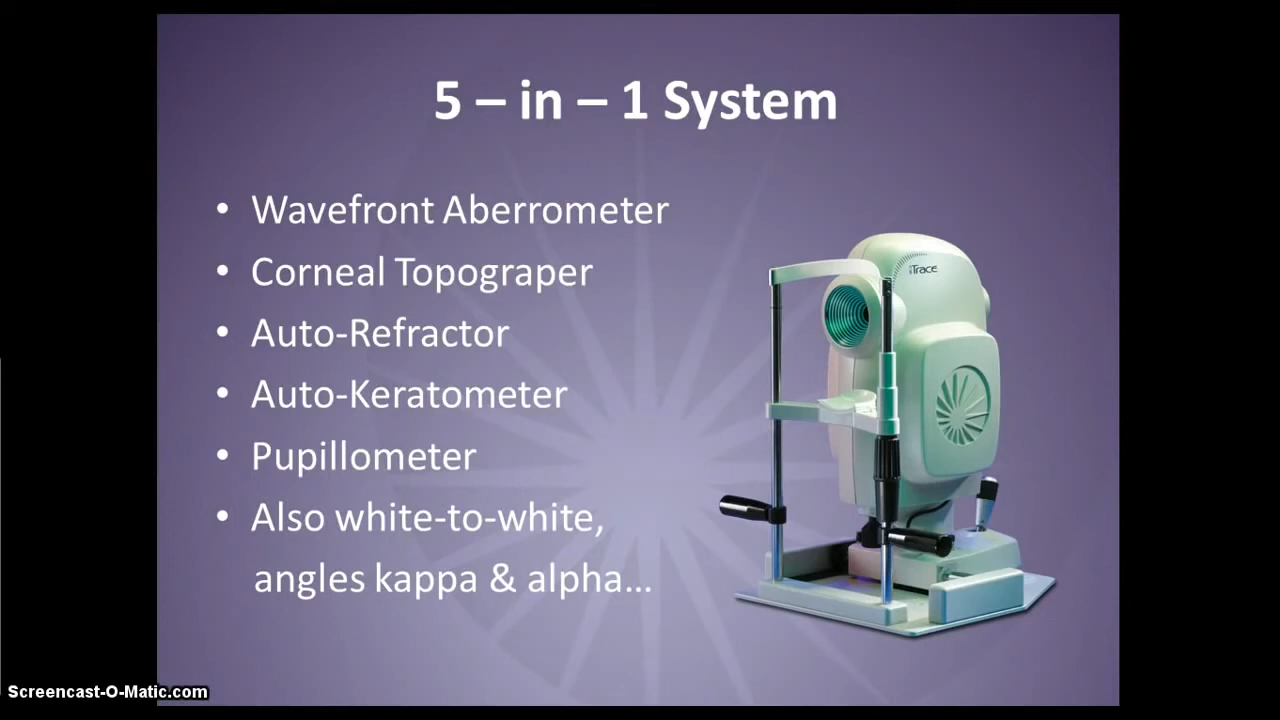 5 – in – 1 System
• Wavefront Aberrometer
• Corneal Topograper
• Auto-Refractor
• Auto-Keratometer
• Pupillometer
• Also white-to-white,
angles kappa & alpha...
iTrace
Screencast-O-Matic.com